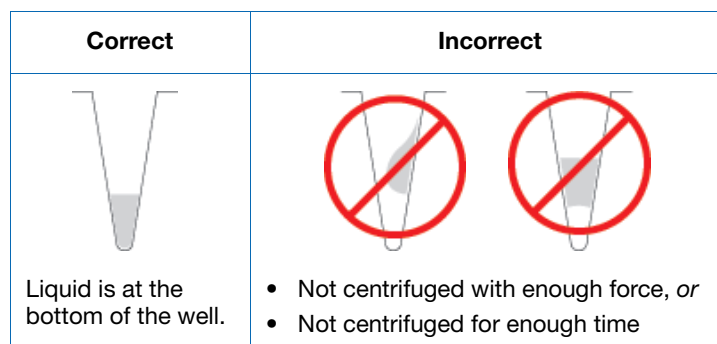 Correct
Incorrect
Liquid is at the
bottom of the well.
• Not centrifuged with enough force, or
• Not centrifuged for enough time